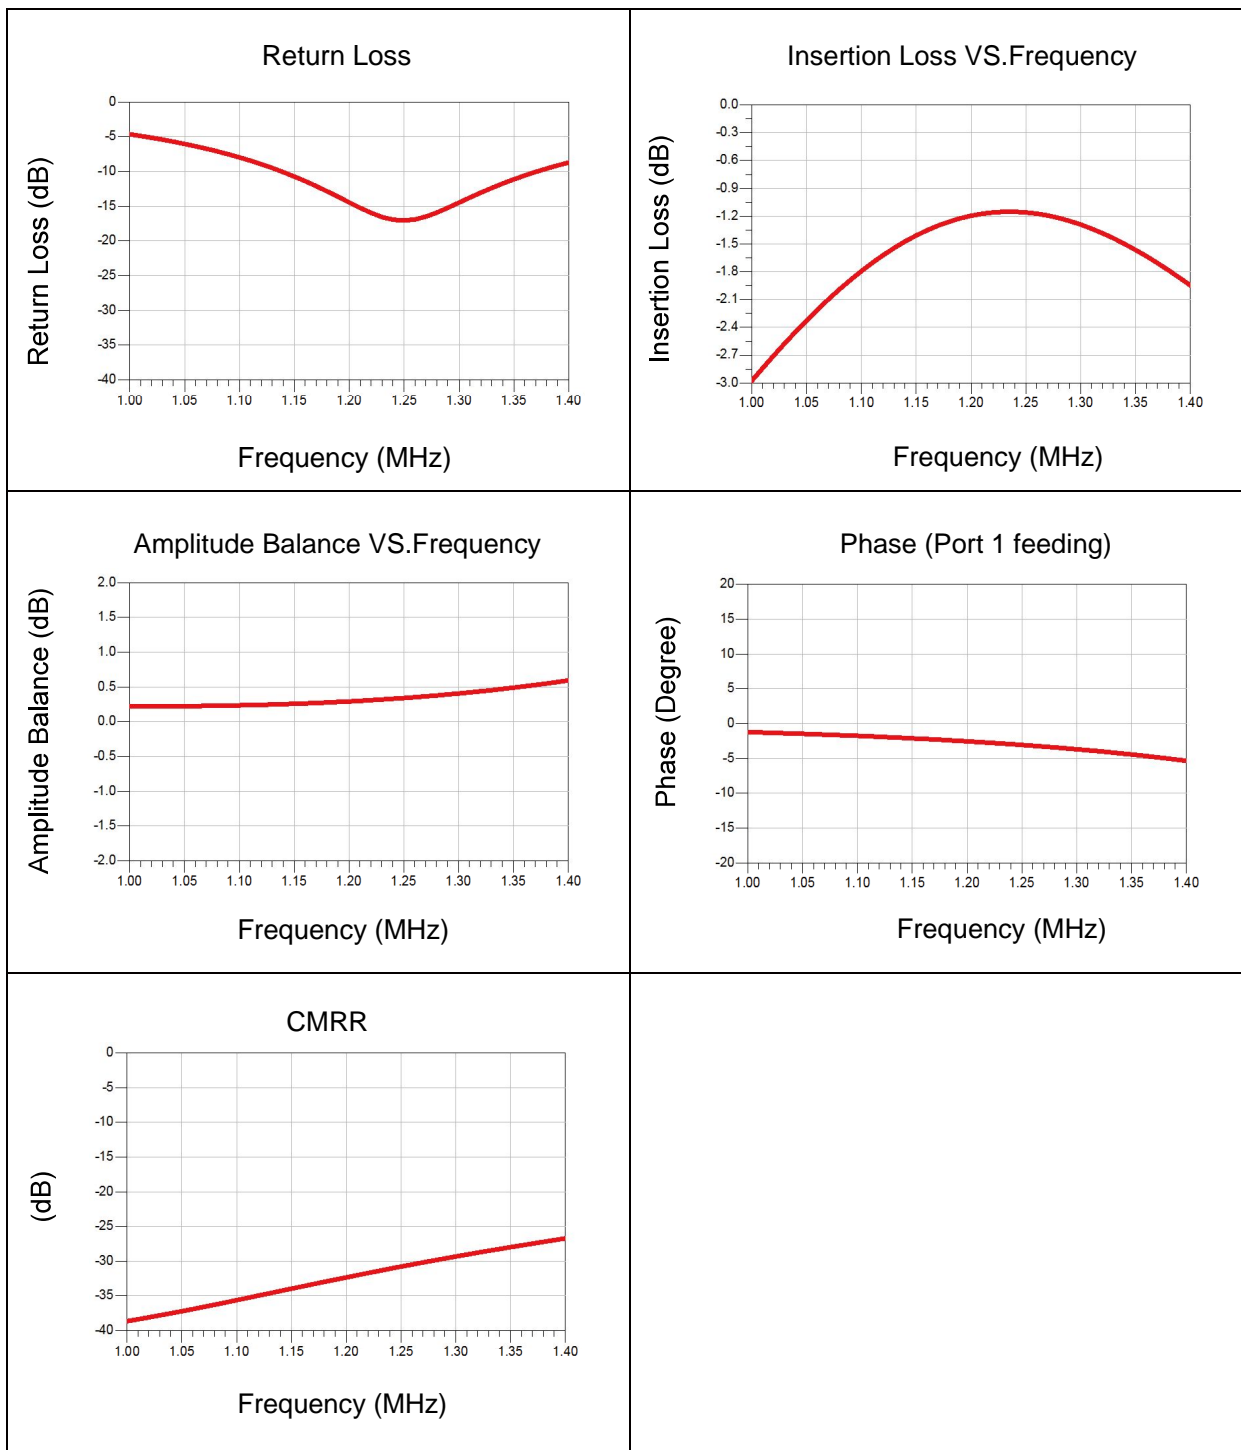 Return Loss
Return Loss (dB)
0
-5
-10
-15
-20
-25
-30
-35
-40
1.00 1.05 1.10 1.15 1.20 1.25 1.30 1.35 1.40
Frequency (MHz)
Insertion Loss VS.Frequency
Insertion Loss (dB)
0.0
-0.3
-0.6
-0.9
-1.2
-1.5
-1.8
-2.1
-2.4
-2.7
-3.0
1.00 1.05 1.10 1.15 1.20 1.25 1.30 1.35 1.40
Frequency (MHz)
Amplitude Balance VS.Frequency
Amplitude Balance (dB)
2.0
1.5
1.0
0.5
0.0
-0.5
-1.0
-1.5
-2.0
1.00 1.05 1.10 1.15 1.20 1.25 1.30 1.35 1.40
Frequency (MHz)
Phase (Port 1 feeding)
Phase (Degree)
20
15
10
5
0
-5
-10
-15
-20
1.00 1.05 1.10 1.15 1.20 1.25 1.30 1.35 1.40
Frequency (MHz)
CMRR
(dB)
0
-5
-10
-15
-20
-25
-30
-35
-40
1.00 1.05 1.10 1.15 1.20 1.25 1.30 1.35 1.40
Frequency (MHz)